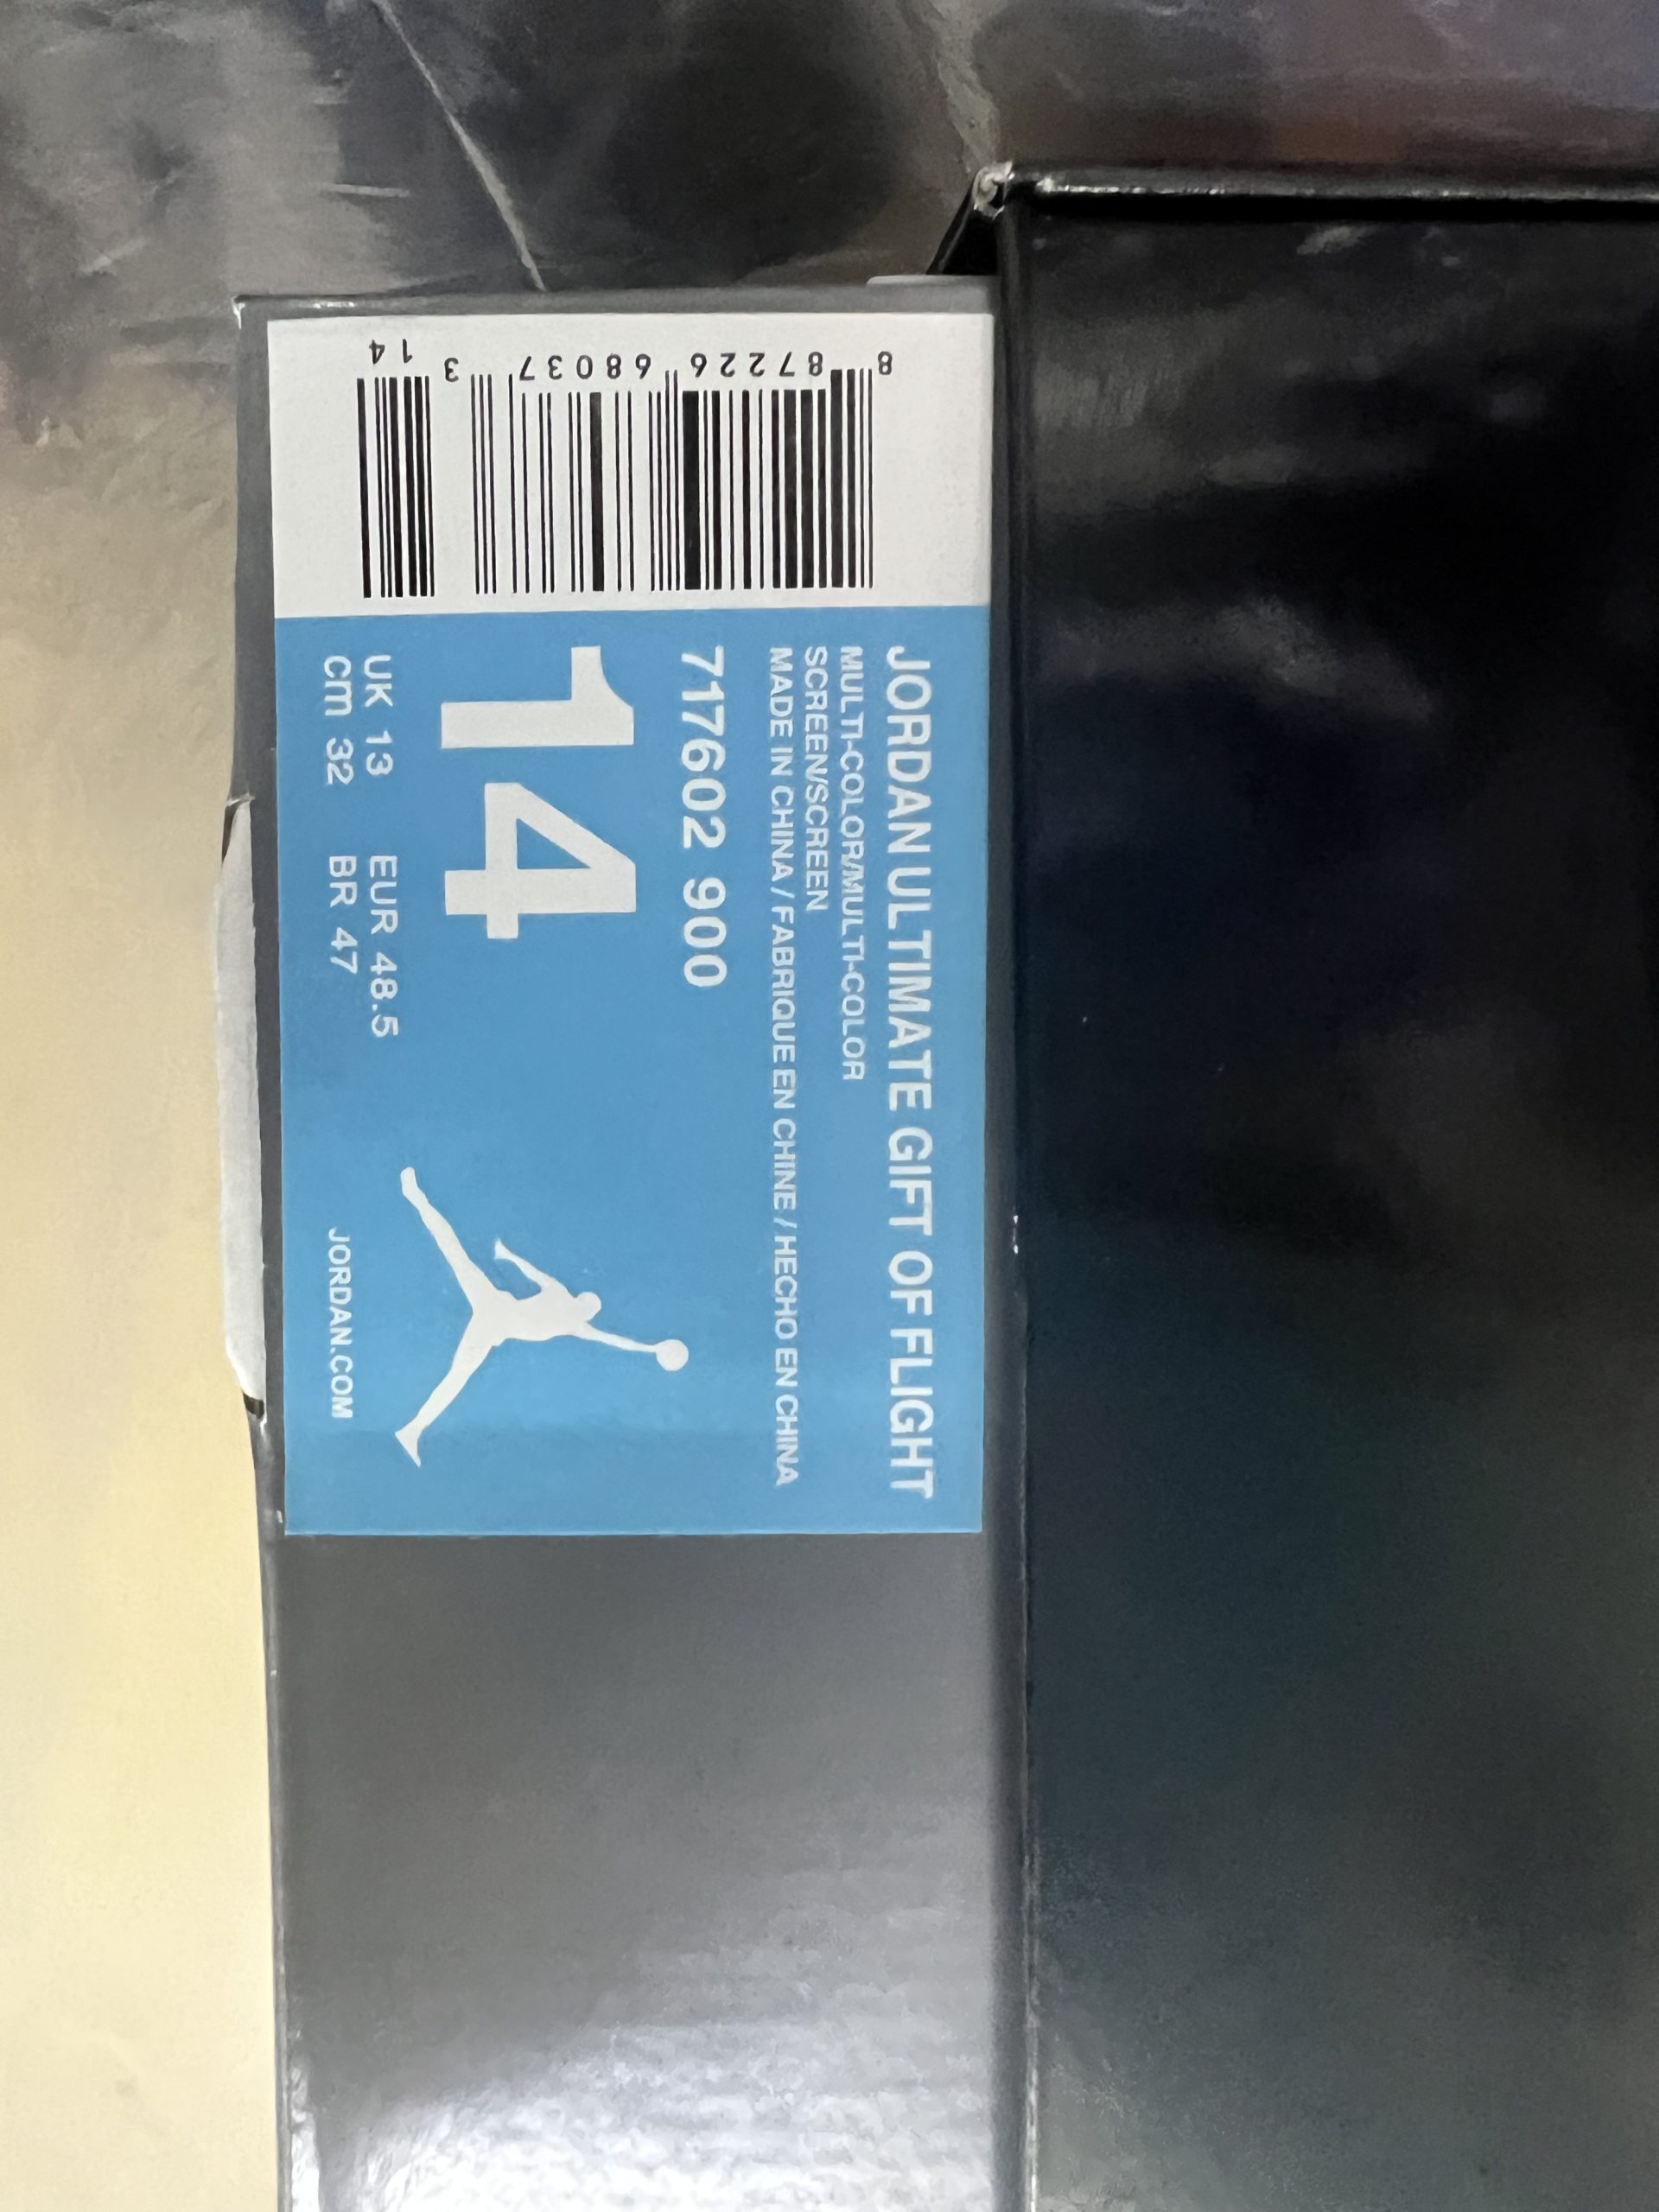 JORDAN ULTIMATE GIFT OF FLIGHT
MULTI-COLOR/MULTI-COLOR
SCREEN/SCREEN
MADE IN CHINA / FABRIQUE EN CHINE / HECHO EN CHINA
717602 900
14
UK 13 EUR 48.5
cm 32 BR 47
JORDAN.COM
8 87226 68037 3
14